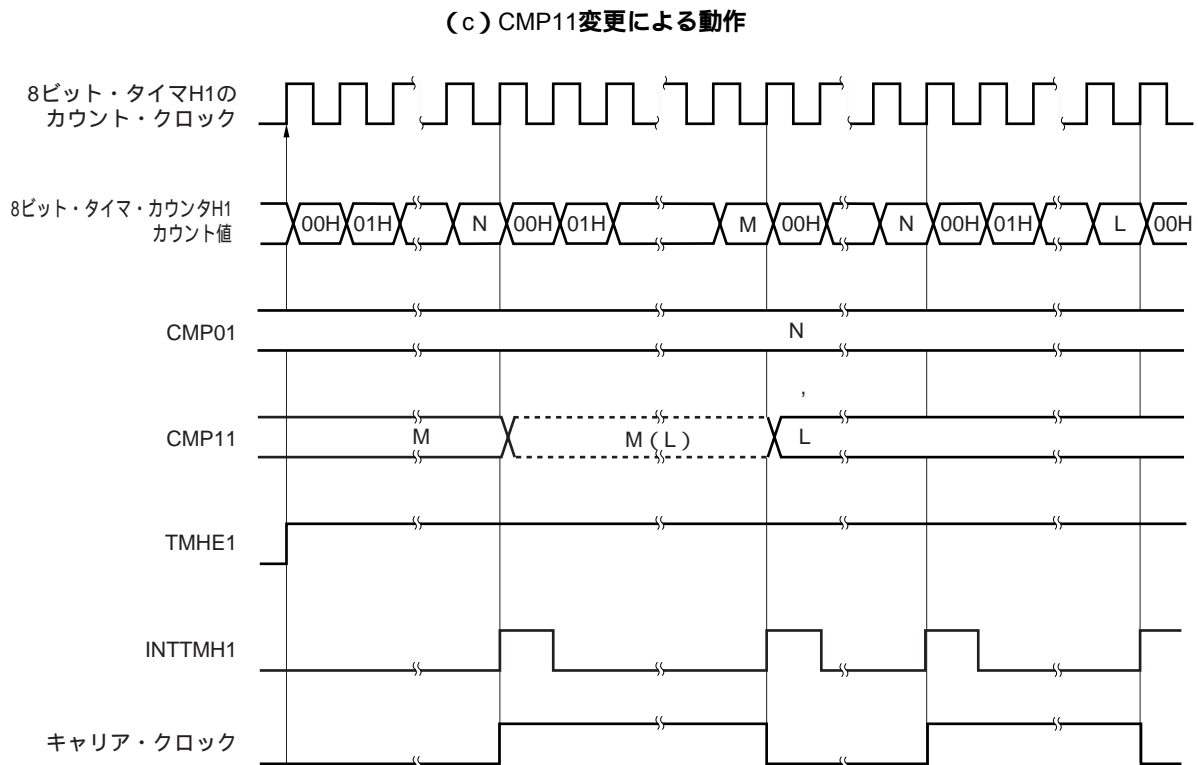 （c）CMP11変更による動作
8ビット・タイマH1の
カウント・クロック
8ビット・タイマ・カウンタH1
カウント値
00H 01H N 00H 01H M 00H N 00H 01H L 00H
CMP01
N
,
CMP11
M M（L） L
TMHE1
INTTMH1
キャリア・クロック